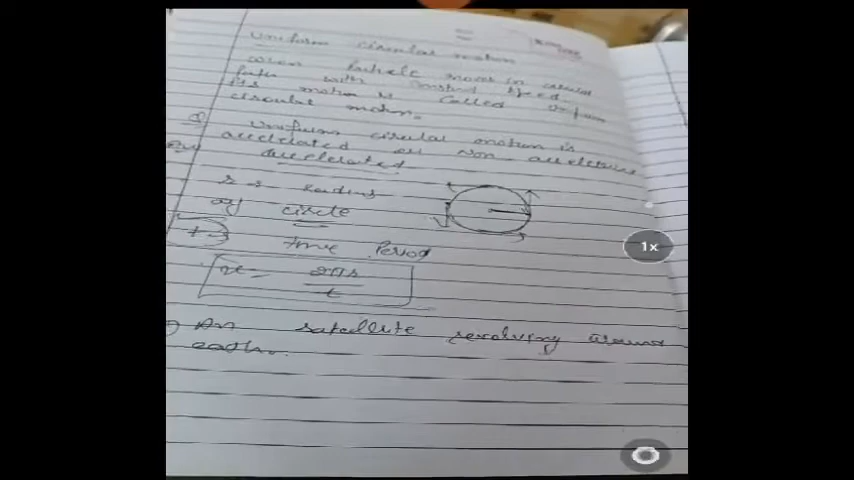 Uniform circular motion
when particle moves in circular
path with constant speed
its motion is called uniform
circular motion.
Q) Uniform circular motion is
accelerated or non-accelerated
accelerated
r → radius
of circle
t → time Period
v = 2πr
t
An satellite revolving around
earth.
1x